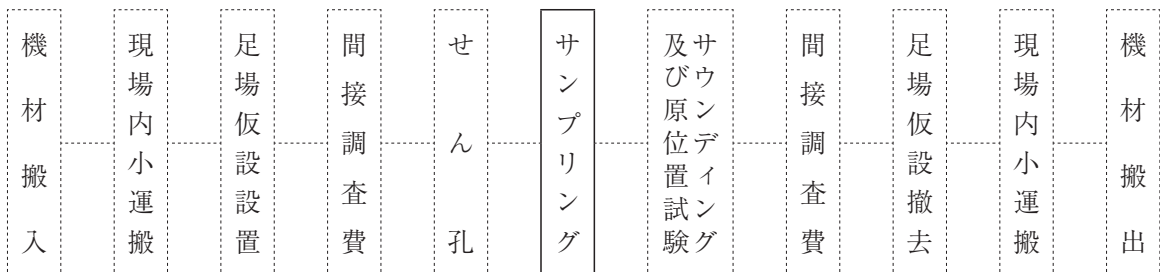 機材搬入
現場内小運搬
足場仮設設置
間接調査費
せん孔
サンプリング
サウンディング
及び原位置試験
間接調査費
足場仮設撤去
現場内小運搬
機材搬出